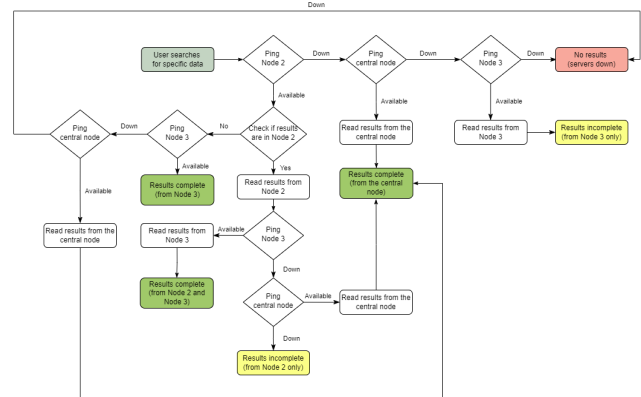 Down
User searches
for specific data
Ping
Node 2
Down
Ping
central node
Down
Ping
Node 3
Down
No results
(servers down)
Available
Available
Available
Ping
central node
Down
Ping
Node 3
No
Check if results
are in Node 2
Read results from the
central node
Read results from
Node 3
Results incomplete
(from Node 3 only)
Available
Yes
Available
Results complete
(from Node 3)
Read results from
Node 2
Results complete
(from the central
node)
Read results from the
central node
Read results from
Node 3
Available
Ping
Node 3
Down
Results complete
(from Node 2 and
Node 3)
Ping
central node
Available
Read results from the
central node
Down
Results incomplete
(from Node 2 only)